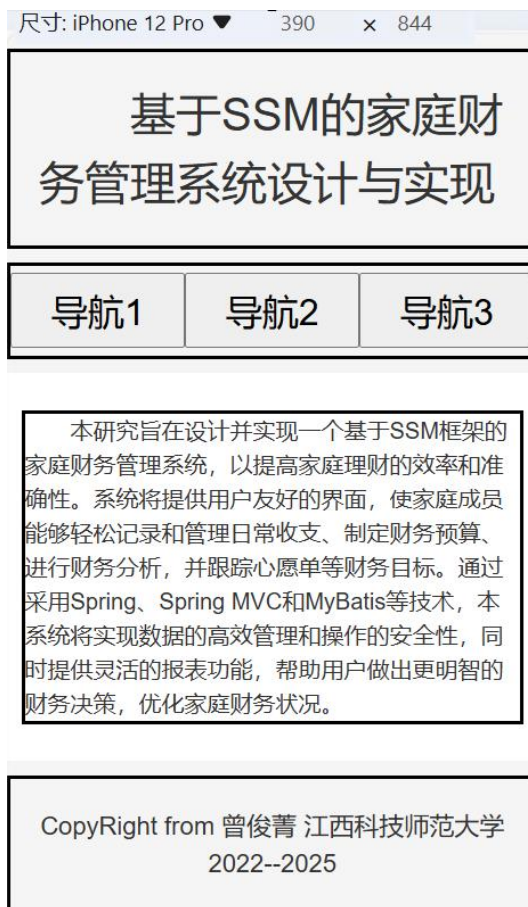 尺寸: iPhone 12 Pro ▼ 390 × 844
基于SSM的家庭财
务管理系统设计与实现
导航1 导航2 导航3
本研究旨在设计并实现一个基于SSM框架的
家庭财务管理系统，以提高家庭理财的效率和准
确性。系统将提供用户友好的界面，使家庭成员
能够轻松记录和管理日常收支、制定财务预算、
进行财务分析，并跟踪心愿单等财务目标。通过
采用Spring、Spring MVC和MyBatis等技术，本
系统将实现数据的高效管理和操作的安全性，同
时提供灵活的报表功能，帮助用户做出更明智的
财务决策，优化家庭财务状况。
CopyRight from 曾俊菁 江西科技师范大学
2022--2025